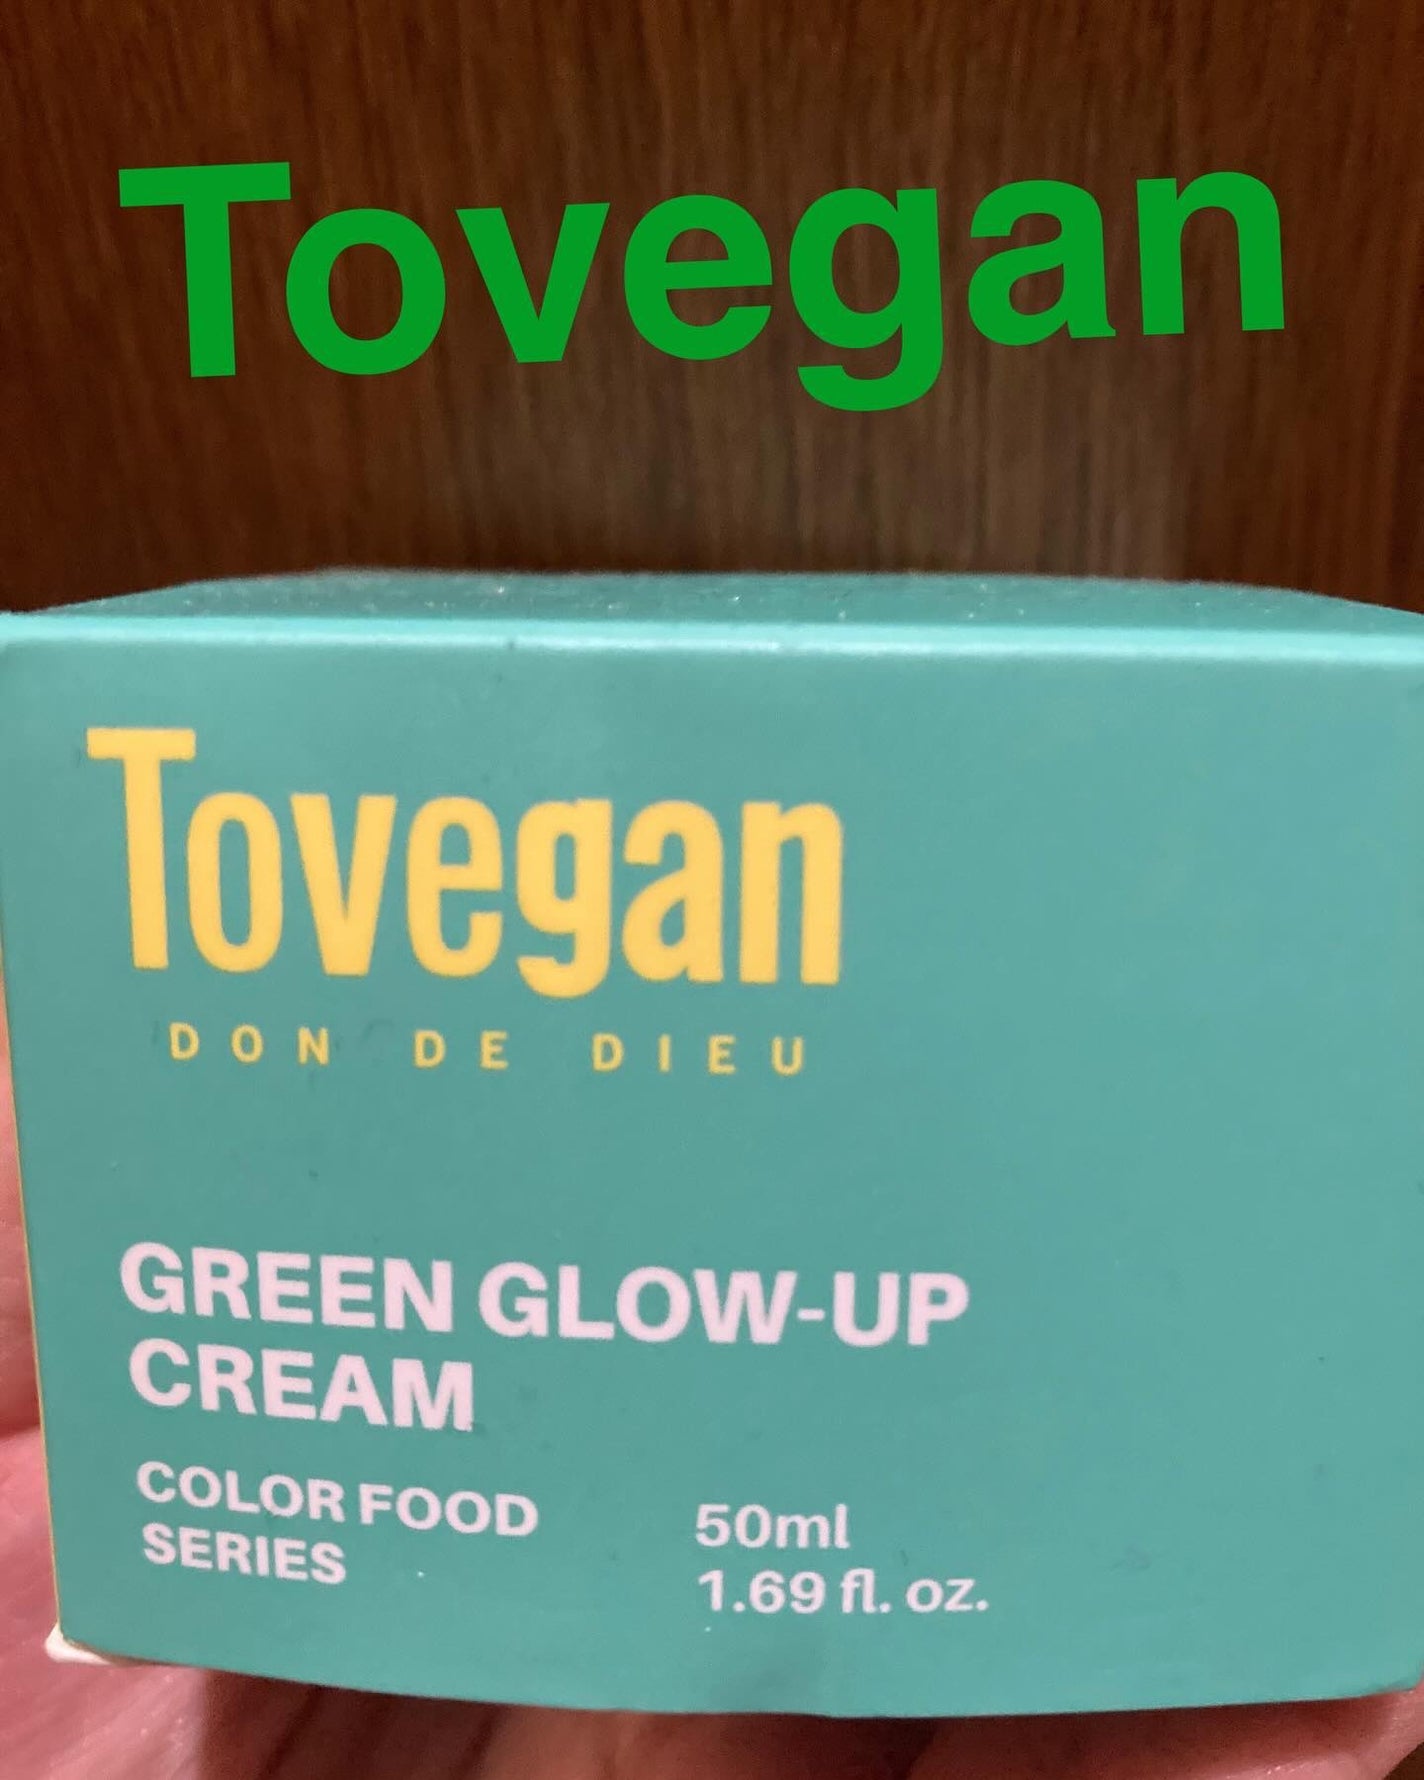 Tovegan
Tovegan
DON DE DIEU
GREEN GLOW-UP
CREAM
COLOR FOOD
SERIES
50ml
1.69 fl. oz.